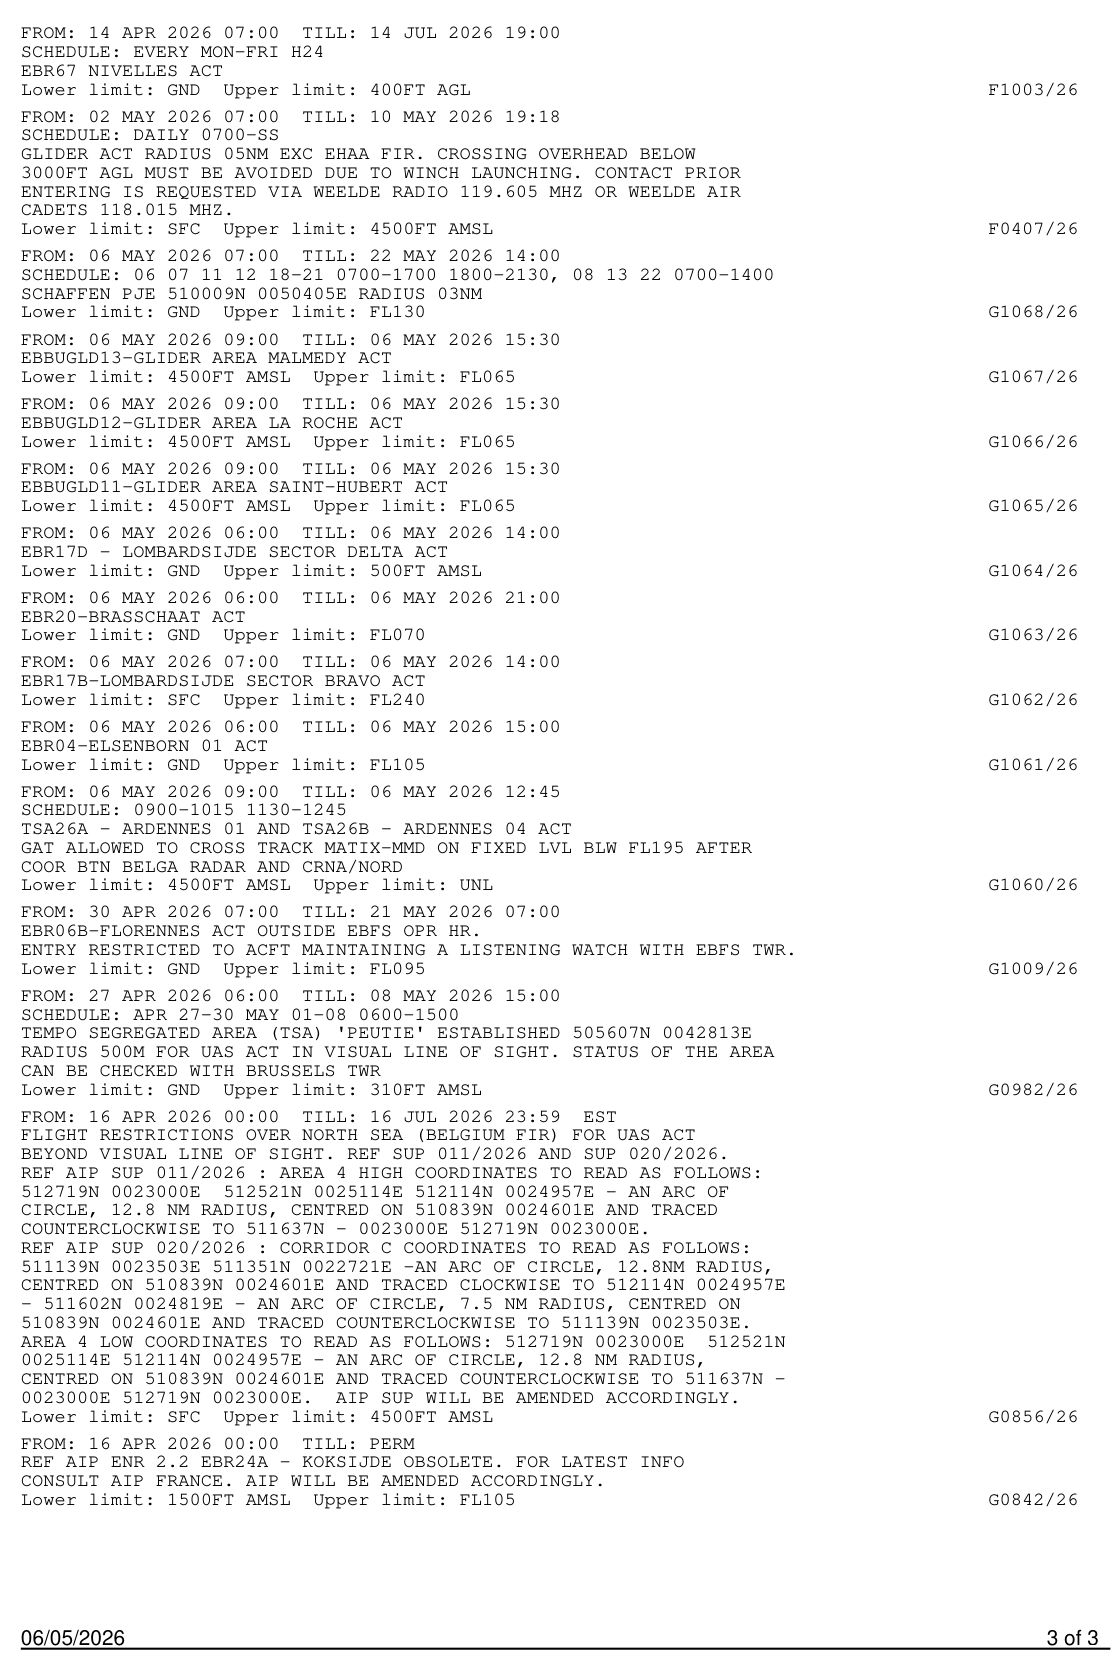 FROM: 14 APR 2026 07:00  TILL: 14 JUL 2026 19:00
SCHEDULE: EVERY MON-FRI H24
EBR67 NIVELLES ACT
Lower limit: GND  Upper limit: 400FT AGL F1003/26
FROM: 02 MAY 2026 07:00  TILL: 10 MAY 2026 19:18
SCHEDULE: DAILY 0700-SS
GLIDER ACT RADIUS 05NM EXC EHAA FIR. CROSSING OVERHEAD BELOW
3000FT AGL MUST BE AVOIDED DUE TO WINCH LAUNCHING. CONTACT PRIOR
ENTERING IS REQUESTED VIA WEELDE RADIO 119.605 MHZ OR WEELDE AIR
CADETS 118.015 MHZ.
Lower limit: SFC  Upper limit: 4500FT AMSL F0407/26
FROM: 06 MAY 2026 07:00  TILL: 22 MAY 2026 14:00
SCHEDULE: 06 07 11 12 18-21 0700-1700 1800-2130, 08 13 22 0700-1400
SCHAFFEN PJE 510009N 0050405E RADIUS 03NM
Lower limit: GND  Upper limit: FL130 G1068/26
FROM: 06 MAY 2026 09:00  TILL: 06 MAY 2026 15:30
EBBUGLD13-GLIDER AREA MALMEDY ACT
Lower limit: 4500FT AMSL  Upper limit: FL065 G1067/26
FROM: 06 MAY 2026 09:00  TILL: 06 MAY 2026 15:30
EBBUGLD12-GLIDER AREA LA ROCHE ACT
Lower limit: 4500FT AMSL  Upper limit: FL065 G1066/26
FROM: 06 MAY 2026 09:00  TILL: 06 MAY 2026 15:30
EBBUGLD11-GLIDER AREA SAINT-HUBERT ACT
Lower limit: 4500FT AMSL  Upper limit: FL065 G1065/26
FROM: 06 MAY 2026 06:00  TILL: 06 MAY 2026 14:00
EBR17D - LOMBARDSIJDE SECTOR DELTA ACT
Lower limit: GND  Upper limit: 500FT AMSL G1064/26
FROM: 06 MAY 2026 06:00  TILL: 06 MAY 2026 21:00
EBR20-BRASSCHAAT ACT
Lower limit: GND  Upper limit: FL070 G1063/26
FROM: 06 MAY 2026 07:00  TILL: 06 MAY 2026 14:00
EBR17B-LOMBARDSIJDE SECTOR BRAVO ACT
Lower limit: SFC  Upper limit: FL240 G1062/26
FROM: 06 MAY 2026 06:00  TILL: 06 MAY 2026 15:00
EBR04-ELSENBORN 01 ACT
Lower limit: GND  Upper limit: FL105 G1061/26
FROM: 06 MAY 2026 09:00  TILL: 06 MAY 2026 12:45
SCHEDULE: 0900-1015 1130-1245
TSA26A - ARDENNES 01 AND TSA26B - ARDENNES 04 ACT
GAT ALLOWED TO CROSS TRACK MATIX-MMD ON FIXED LVL BLW FL195 AFTER
COOR BTN BELGA RADAR AND CRNA/NORD
Lower limit: 4500FT AMSL  Upper limit: UNL G1060/26
FROM: 30 APR 2026 07:00  TILL: 21 MAY 2026 07:00
EBR06B-FLORENNES ACT OUTSIDE EBFS OPR HR.
ENTRY RESTRICTED TO ACFT MAINTAINING A LISTENING WATCH WITH EBFS TWR.
Lower limit: GND  Upper limit: FL095 G1009/26
FROM: 27 APR 2026 06:00  TILL: 08 MAY 2026 15:00
SCHEDULE: APR 27-30 MAY 01-08 0600-1500
TEMPO SEGREGATED AREA (TSA) 'PEUTIE' ESTABLISHED 505607N 0042813E
RADIUS 500M FOR UAS ACT IN VISUAL LINE OF SIGHT. STATUS OF THE AREA
CAN BE CHECKED WITH BRUSSELS TWR
Lower limit: GND  Upper limit: 310FT AMSL G0982/26
FROM: 16 APR 2026 00:00  TILL: 16 JUL 2026 23:59  EST
FLIGHT RESTRICTIONS OVER NORTH SEA (BELGIUM FIR) FOR UAS ACT
BEYOND VISUAL LINE OF SIGHT. REF SUP 011/2026 AND SUP 020/2026.
REF AIP SUP 011/2026 : AREA 4 HIGH COORDINATES TO READ AS FOLLOWS:
512719N 0023000E  512521N 0025114E 512114N 0024957E - AN ARC OF
CIRCLE, 12.8 NM RADIUS, CENTRED ON 510839N 0024601E AND TRACED
COUNTERCLOCKWISE TO 511637N - 0023000E 512719N 0023000E.
REF AIP SUP 020/2026 : CORRIDOR C COORDINATES TO READ AS FOLLOWS:
511139N 0023503E 511351N 0022721E -AN ARC OF CIRCLE, 12.8NM RADIUS,
CENTRED ON 510839N 0024601E AND TRACED CLOCKWISE TO 512114N 0024957E
- 511602N 0024819E - AN ARC OF CIRCLE, 7.5 NM RADIUS, CENTRED ON
510839N 0024601E AND TRACED COUNTERCLOCKWISE TO 511139N 0023503E.
AREA 4 LOW COORDINATES TO READ AS FOLLOWS: 512719N 0023000E  512521N
0025114E 512114N 0024957E - AN ARC OF CIRCLE, 12.8 NM RADIUS,
CENTRED ON 510839N 0024601E AND TRACED COUNTERCLOCKWISE TO 511637N -
0023000E 512719N 0023000E.  AIP SUP WILL BE AMENDED ACCORDINGLY.
Lower limit: SFC  Upper limit: 4500FT AMSL G0856/26
FROM: 16 APR 2026 00:00  TILL: PERM
REF AIP ENR 2.2 EBR24A - KOKSIJDE OBSOLETE. FOR LATEST INFO
CONSULT AIP FRANCE. AIP WILL BE AMENDED ACCORDINGLY.
Lower limit: 1500FT AMSL  Upper limit: FL105 G0842/26
06/05/2026 3 of 3